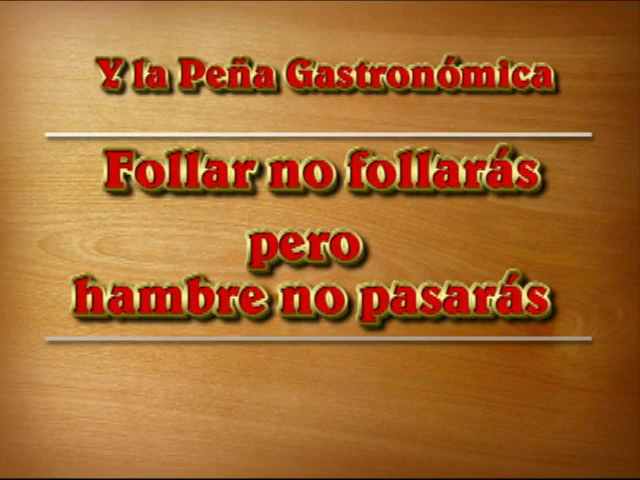 Y la Peña Gastronómica
Follar no follarás
pero
hambre no pasarás